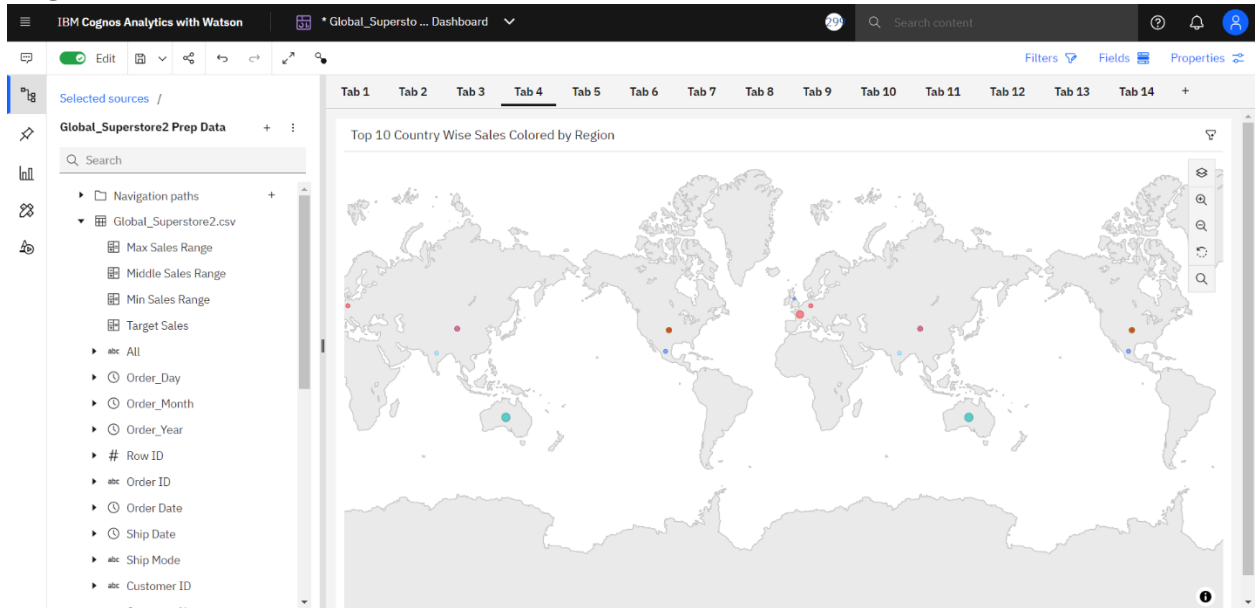 IBM Cognos Analytics with Watson
* Global_Supersto ... Dashboard
299
Search content
Edit
Filters
Fields
Properties
Selected sources /
Tab 1 Tab 2 Tab 3 Tab 4 Tab 5 Tab 6 Tab 7 Tab 8 Tab 9 Tab 10 Tab 11 Tab 12 Tab 13 Tab 14 +
Global_Superstore2 Prep Data
Top 10 Country Wise Sales Colored by Region
Search
Navigation paths
Global_Superstore2.csv
Max Sales Range
Middle Sales Range
Min Sales Range
Target Sales
abc All
Order_Day
Order_Month
Order_Year
# Row ID
abc Order ID
Order Date
Ship Date
abc Ship Mode
abc Customer ID